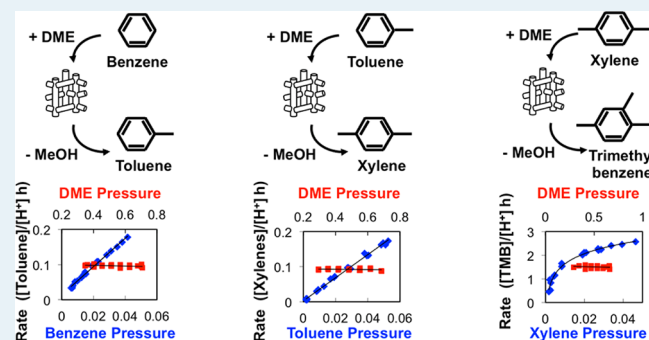 + DME
Benzene
- MeOH
Toluene
DME Pressure
0.2 0.4 0.6 0.8
Rate ([Toluene]/[H+] h)
0.2
0.1
0
0 0.02 0.04 0.06
Benzene Pressure
+ DME
Toluene
- MeOH
Xylene
DME Pressure
0.2 0.4 0.6 0.8
Rate ([Xylenes]/[H+] h)
0.2
0.1
0
0 0.02 0.04 0.06
Toluene Pressure
+ DME
Xylene
- MeOH
Trimethy
benzene
DME Pressure
0 0.5 1
Rate ([TMB]/[H+] h)
3
2
1
0
0 0.02 0.04
Xylene Pressure